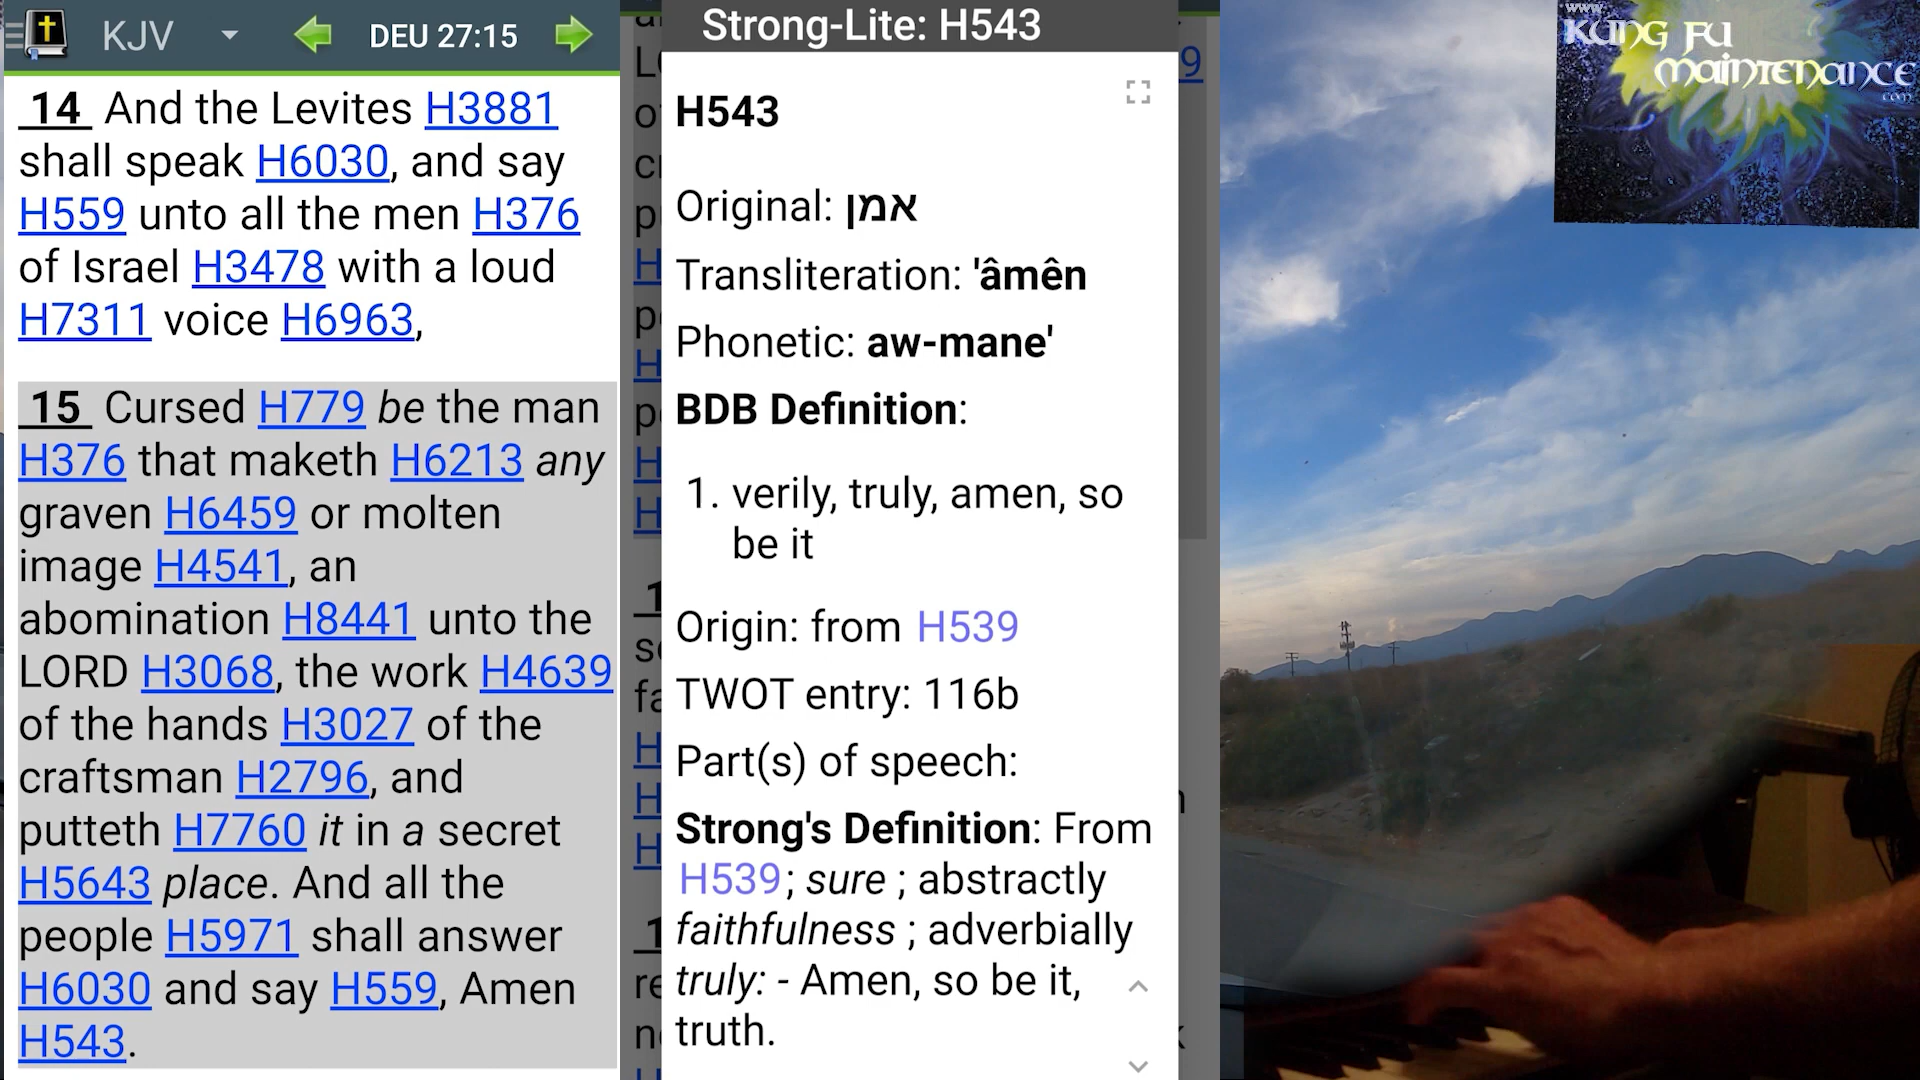 KJV
DEU 27:15
14 And the Levites H3881
shall speak H6030, and say
H559 unto all the men H376
of Israel H3478 with a loud
H7311 voice H6963,
15 Cursed H779 be the man
H376 that maketh H6213 any
graven H6459 or molten
image H4541, an
abomination H8441 unto the
LORD H3068, the work H4639
of the hands H3027 of the
craftsman H2796, and
putteth H7760 it in a secret
H5643 place. And all the
people H5971 shall answer
H6030 and say H559, Amen
H543.
Strong-Lite: H543
H543
Original: אמן
Transliteration: 'âmên
Phonetic: aw-mane'
BDB Definition:
1. verily, truly, amen, so
be it
Origin: from H539
TWOT entry: 116b
Part(s) of speech:
Strong's Definition: From
H539; sure ; abstractly
faithfulness ; adverbially
truly: - Amen, so be it,
truth.
www
Kung Fu
Maintenance
com